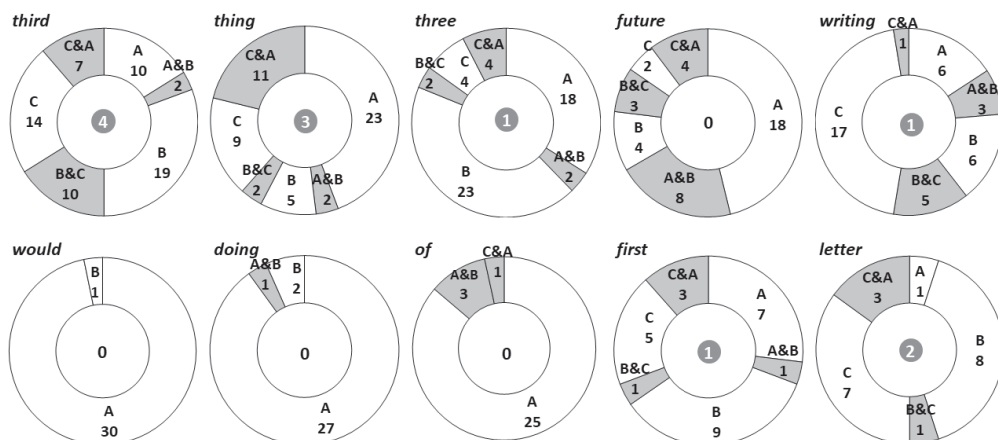 third
C&A
7
A
10
A&B
2
C
14
4
B
19
B&C
10
thing
C&A
11
A
23
C
9
3
B&C
2
B
5
A&B
2
three
C&A
4
B&C
2
C
4
A
18
1
A&B
2
B
23
future
C
2
C&A
4
B&C
3
B
4
0
A
18
A&B
8
writing
C&A
1
A
6
A&B
3
C
17
1
B
6
B&C
5
would
B
1
0
A
30
doing
A&B
1
B
2
0
A
27
of
C&A
1
A&B
3
0
A
25
first
C&A
3
A
7
C
5
1
A&B
1
B&C
1
B
9
letter
C&A
3
A
1
B
8
2
C
7
B&C
1